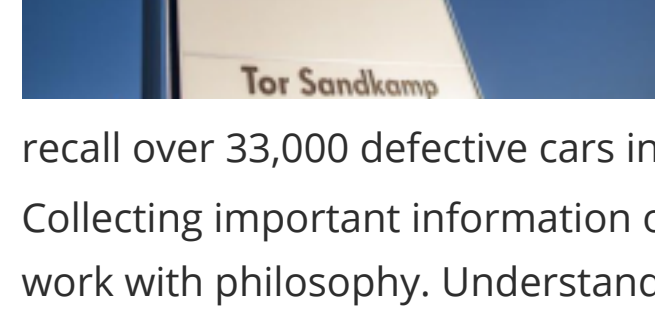 Tor Sandkamp
recall over 33,000 defective cars in
Collecting important information
work with philosophy. Understand